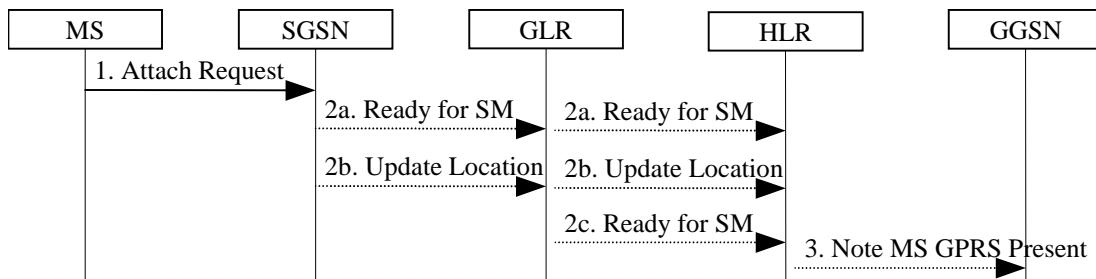 MS SGSN GLR HLR GGSN
1. Attach Request
2a. Ready for SM 2a. Ready for SM
2b. Update Location 2b. Update Location
2c. Ready for SM
3. Note MS GPRS Present